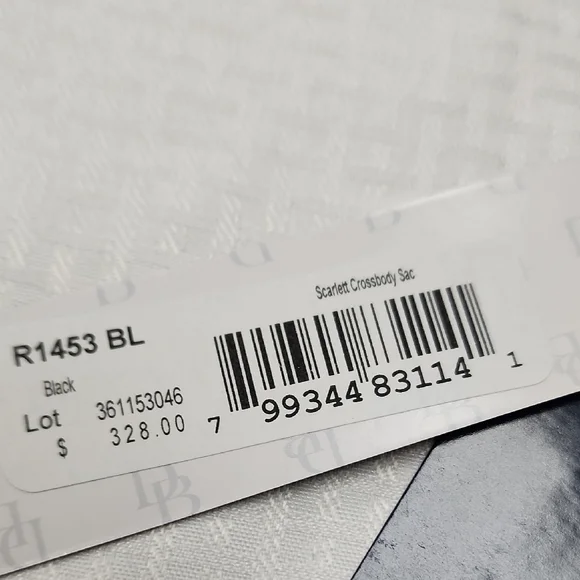 Scarlett Crossbody Sac
R1453 BL
Black
Lot 361153046
$ 328.00
7 99344 83114 1